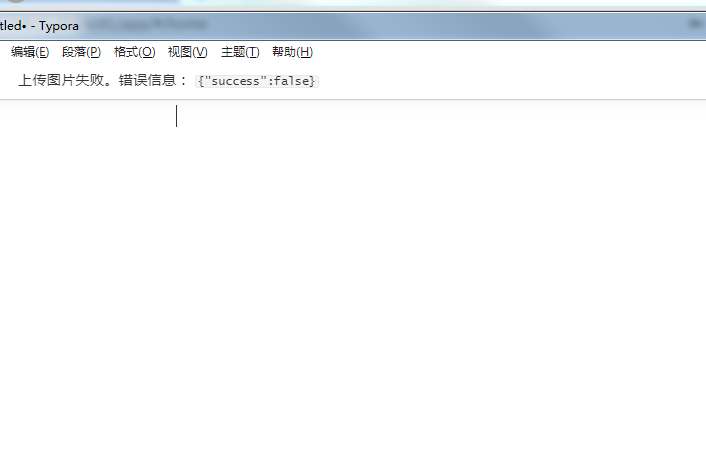 tled• - Typora
编辑(E) 段落(P) 格式(O) 视图(V) 主题(T) 帮助(H)
上传图片失败。错误信息： {"success":false}